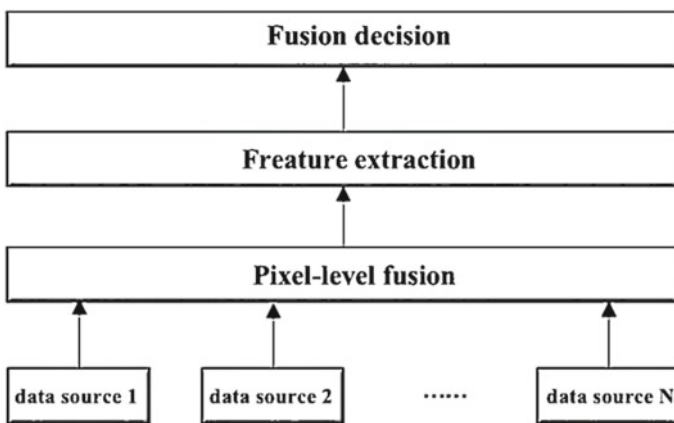 Fusion decision
Freature extraction
Pixel-level fusion
data source 1 data source 2 ...... data source N